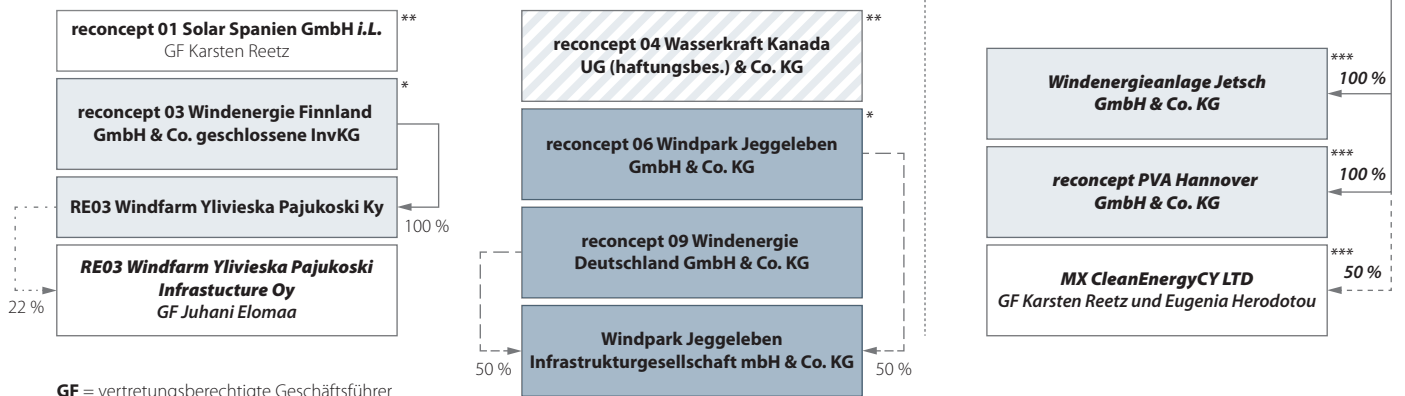 reconcept 01 Solar Spanien GmbH i.L.
GF Karsten Reetz
**
reconcept 03 Windenergie Finnland
GmbH & Co. geschlossene InvKG
*
RE03 Windfarm Ylivieska Pajukoski Ky
100 %
RE03 Windfarm Ylivieska Pajukoski
Infrastucture Oy
GF Juhani Elomaa
22 %
GF = vertretungsberechtigte Geschäftsführer
reconcept 04 Wasserkraft Kanada
UG (haftungsbes.) & Co. KG
**
reconcept 06 Windpark Jeggeleben
GmbH & Co. KG
*
reconcept 09 Windenergie
Deutschland GmbH & Co. KG
Windpark Jeggeleben
Infrastrukturgesellschaft mbH & Co. KG
50 %
50 %
Windenergieanlage Jetsch
GmbH & Co. KG
***
100 %
reconcept PVA Hannover
GmbH & Co. KG
***
100 %
MX CleanEnergyCY LTD
GF Karsten Reetz und Eugenia Herodotou
***
50 %